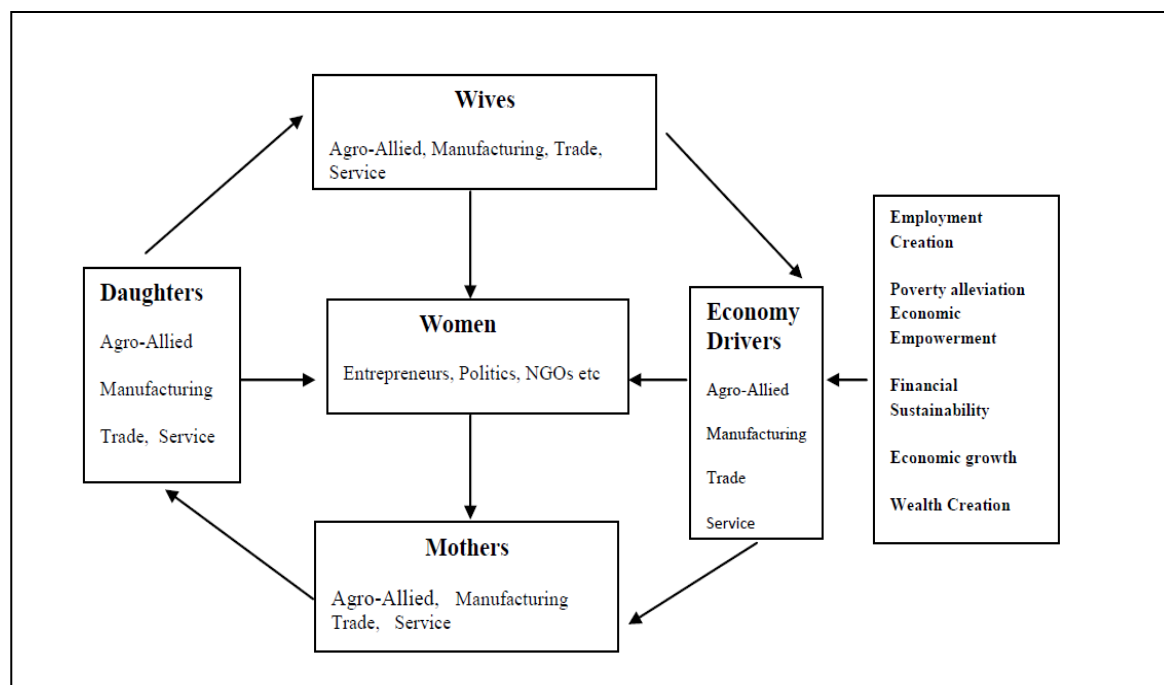 Wives
Agro-Allied, Manufacturing, Trade,
Service
Daughters
Agro-Allied
Manufacturing
Trade, Service
Women
Entrepreneurs, Politics, NGOs etc
Economy
Drivers
Agro-Allied
Manufacturing
Trade
Service
Employment
Creation
Poverty alleviation
Economic
Empowerment
Financial
Sustainability
Economic growth
Wealth Creation
Mothers
Agro-Allied, Manufacturing
Trade, Service